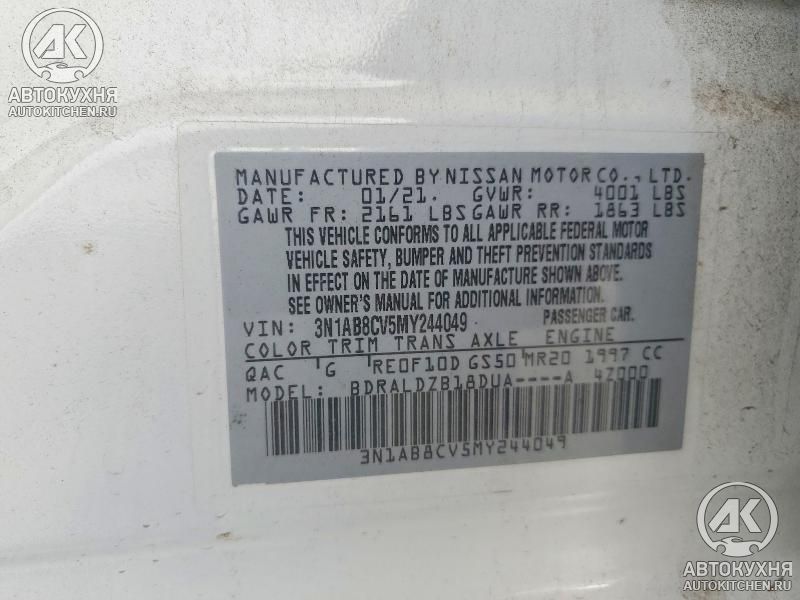 AK
АВТОКУХНЯ
AUTOKITCHEN.RU
MANUFACTURED BY NISSAN MOTOR CO., LTD.
DATE: 01/21. GVWR: 4001 LBS
GAWR FR: 2161 LBS GAWR RR: 1863 LBS
THIS VEHICLE CONFORMS TO ALL APPLICABLE FEDERAL MOTOR
VEHICLE SAFETY, BUMPER AND THEFT PREVENTION STANDARDS
IN EFFECT ON THE DATE OF MANUFACTURE SHOWN ABOVE.
SEE OWNER'S MANUAL FOR ADDITIONAL INFORMATION.
VIN: 3N1AB8CV5MY244049 PASSENGER CAR.
COLOR TRIM TRANS AXLE ENGINE
QAC G RE0F10D GS50 MR20 1997 CC
MODEL: BDRALDZB18DUA----A 4Z000
3N1AB8CV5MY244049
AK
АВТОКУХНЯ
AUTOKITCHEN.RU